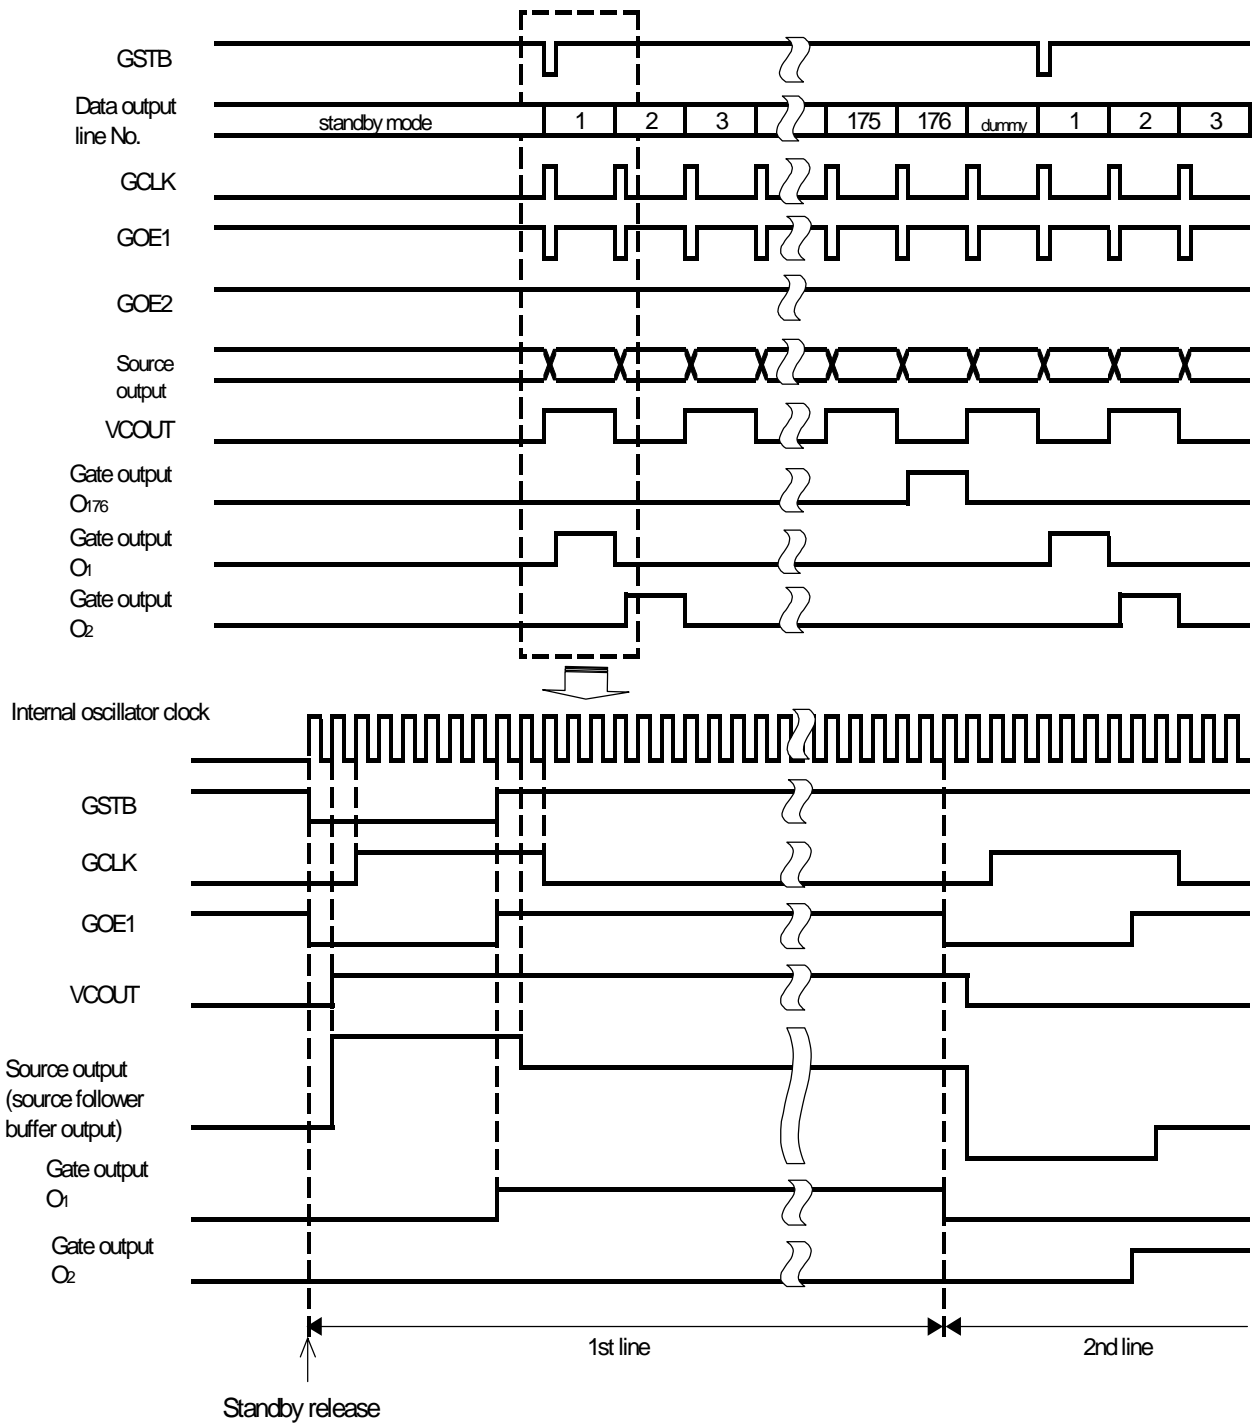 GSTB
Data output
line No.
standby mode 1 2 3 175 176 dummy 1 2 3
GCLK
GOE1
GOE2
Source
output
VCOUT
Gate output
O176
Gate output
O1
Gate output
O2
Internal oscillator clock
GSTB
GCLK
GOE1
VCOUT
Source output
(source follower
buffer output)
Gate output
O1
Gate output
O2
1st line 2nd line
Standby release